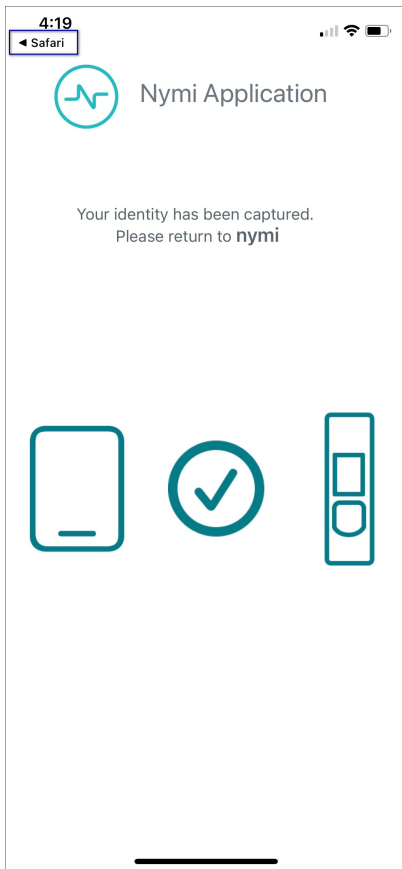 4:19
◀ Safari
Nymi Application
Your identity has been captured.
Please return to nymi